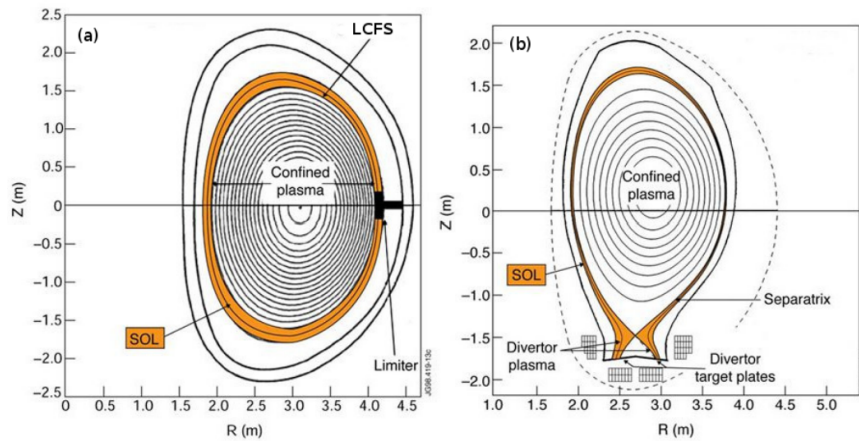 (a)
LCFS
2.5
2.0
1.5
1.0
0.5
0
−0.5
−1.0
−1.5
−2.0
−2.5
Z (m)
Confined
plasma
SOL
Limiter
JG98.419-13c
0 0.5 1.0 1.5 2.0 2.5 3.0 3.5 4.0 4.5
R (m)
(b)
2.0
1.0
0.5
0
−0.5
−1.0
−1.5
−2.0
Z (m)
Confined
plasma
SOL
Separatrix
Divertor
plasma
Divertor
target plates
1.0 1.5 2.0 2.5 3.0 3.5 4.0 4.5 5.0
R (m)